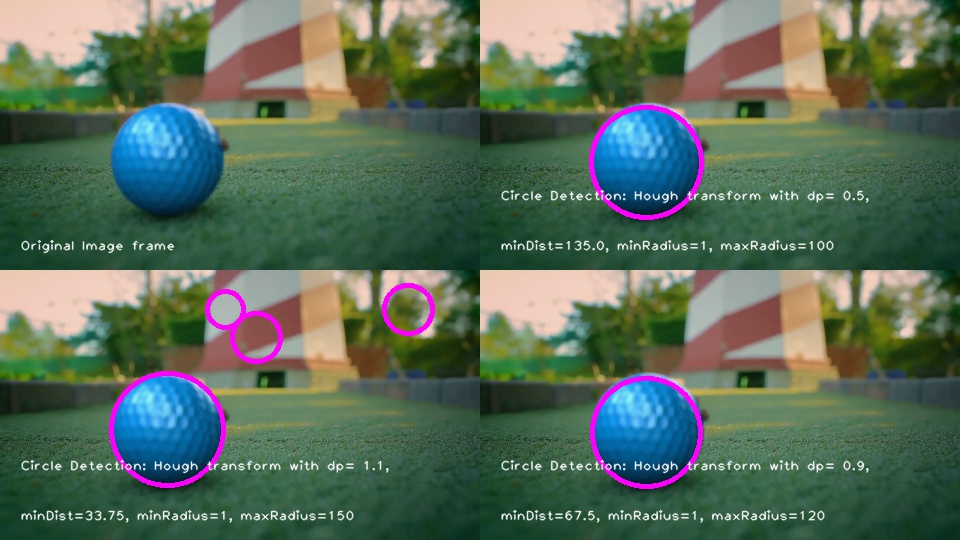 Original Image frame
Circle Detection: Hough transform with dp= 0.5,
minDist=135.0, minRadius=1, maxRadius=100
Circle Detection: Hough transform with dp= 1.1,
minDist=33.75, minRadius=1, maxRadius=150
Circle Detection: Hough transform with dp= 0.9,
minDist=67.5, minRadius=1, maxRadius=120